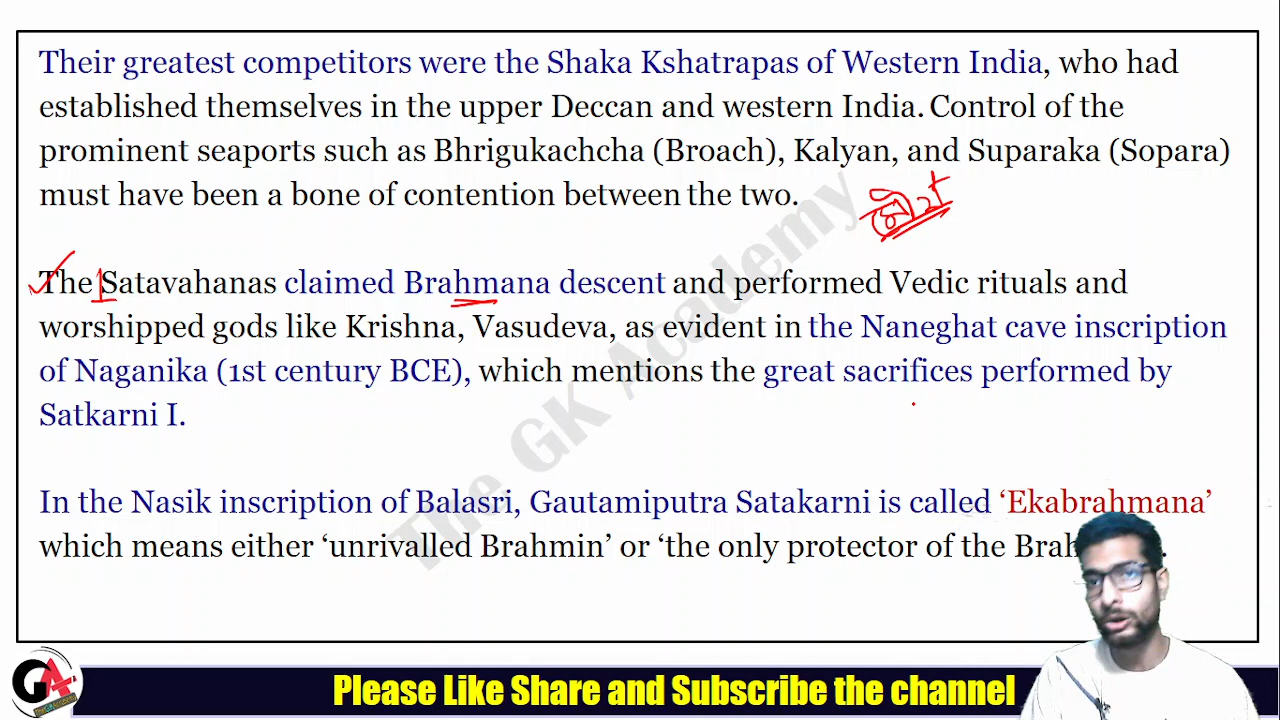 Their greatest competitors were the Shaka Kshatrapas of Western India, who had
established themselves in the upper Deccan and western India. Control of the
prominent seaports such as Bhrigukachcha (Broach), Kalyan, and Suparaka (Sopara)
must have been a bone of contention between the two.
The Satavahanas claimed Brahmana descent and performed Vedic rituals and
worshipped gods like Krishna, Vasudeva, as evident in the Naneghat cave inscription
of Naganika (1st century BCE), which mentions the great sacrifices performed by
Satkarni I.
In the Nasik inscription of Balasri, Gautamiputra Satakarni is called ‘Ekabrahmana’
which means either ‘unrivalled Brahmin’ or ‘the only protector of the
The GK Academy
GA
Please Like Share and Subscribe the channel